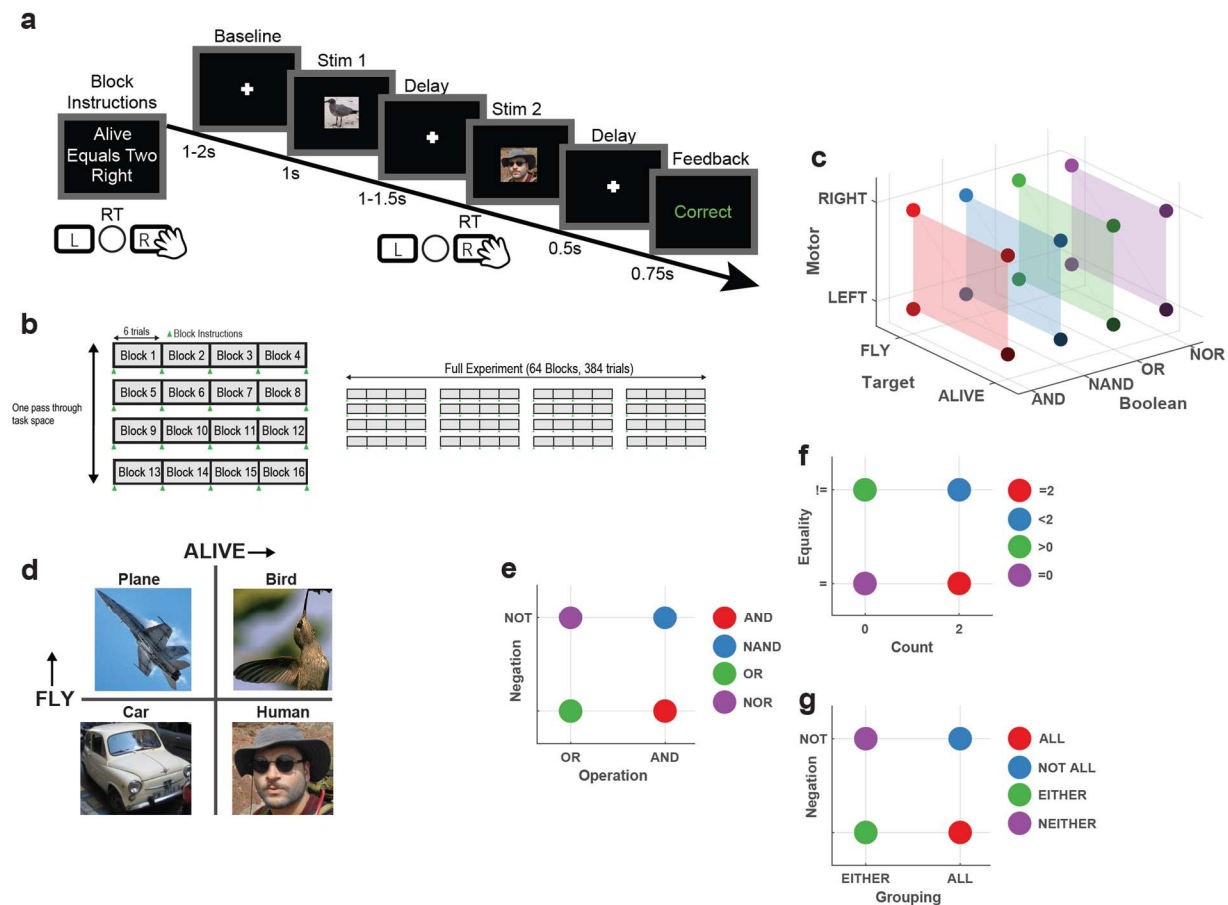 a
Baseline
Stim 1
Delay
Stim 2
Delay
Feedback
Block
Instructions
Alive
Equals Two
Right
Correct
1-2s
1s
1-1.5s
RT
0.5s
0.75s
RT
L
R
L
R
b
6 trials
Block Instructions
Block 1 Block 2 Block 3 Block 4
Block 5 Block 6 Block 7 Block 8
Block 9 Block 10 Block 11 Block 12
Block 13 Block 14 Block 15 Block 16
One pass through
task space
Full Experiment (64 Blocks, 384 trials)
c
RIGHT
LEFT
Motor
FLY
ALIVE
Target
AND
NAND
OR
NOR
Boolean
d
ALIVE
FLY
Plane
Bird
Car
Human
e
NOT
Negation
OR
AND
Operation
AND
NAND
OR
NOR
f
!=
=
Equality
0
2
Count
=2
<2
>0
=0
g
NOT
Negation
EITHER
ALL
Grouping
ALL
NOT ALL
EITHER
NEITHER